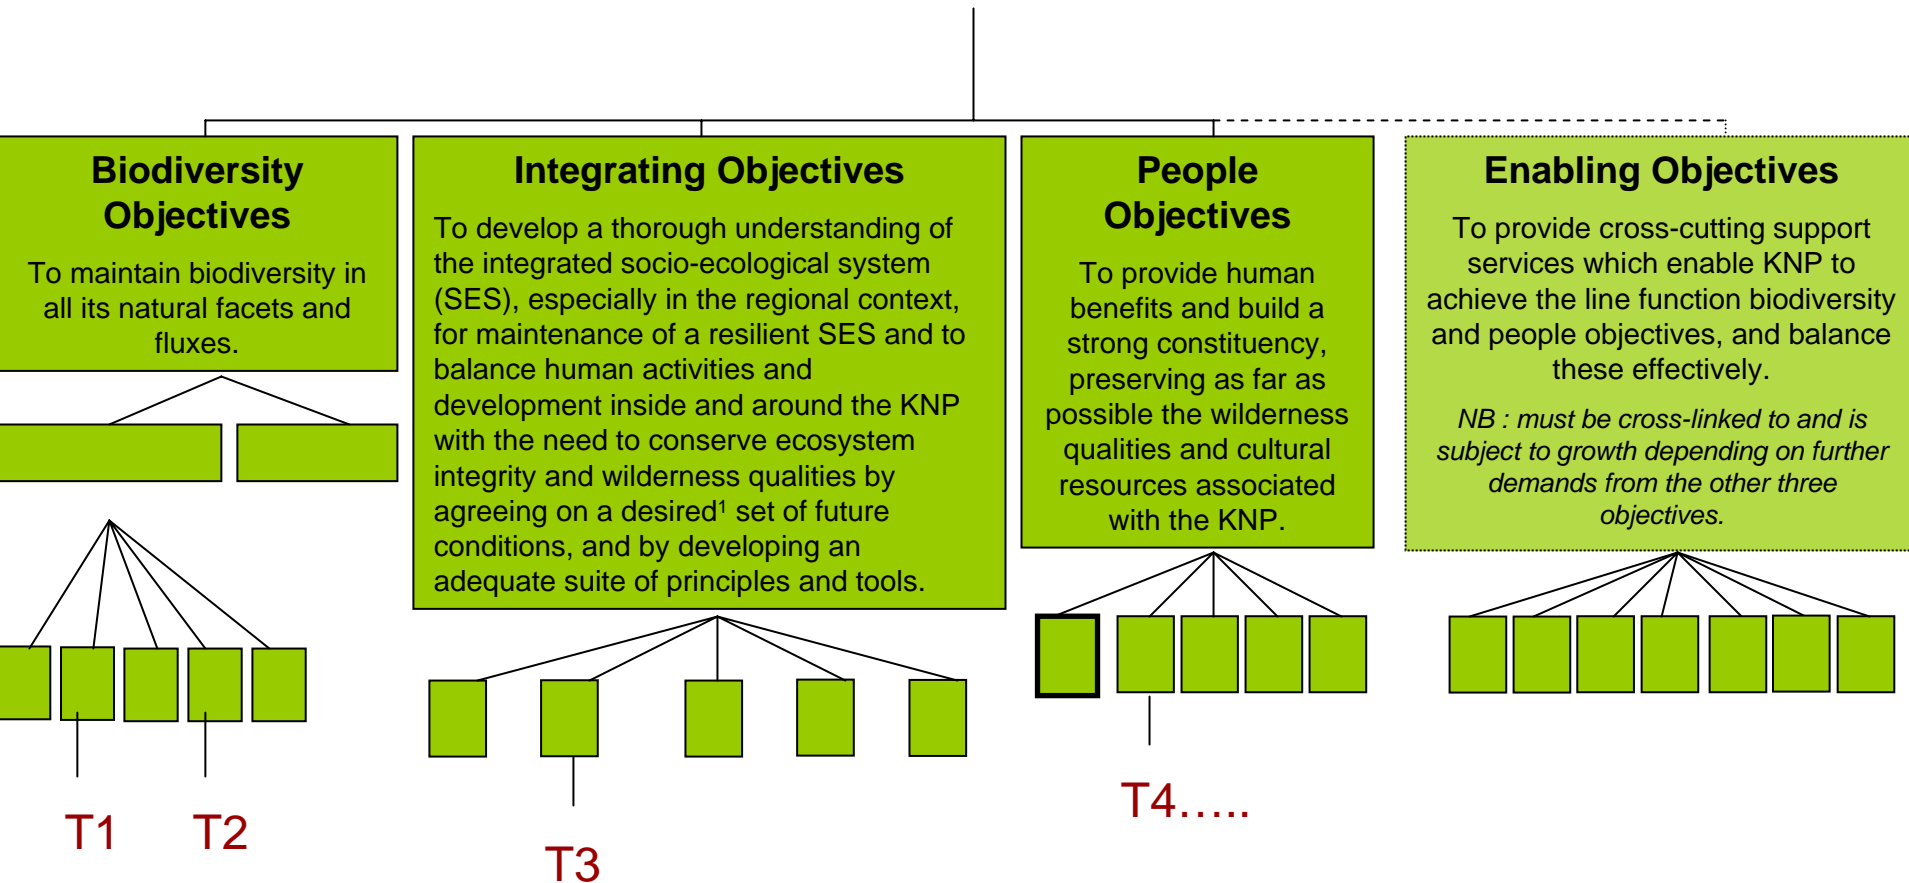 Biodiversity
Objectives
To maintain biodiversity in
all its natural facets and
fluxes.
Integrating Objectives
To develop a thorough understanding of
the integrated socio-ecological system
(SES), especially in the regional context,
for maintenance of a resilient SES and to
balance human activities and
development inside and around the KNP
with the need to conserve ecosystem
integrity and wilderness qualities by
agreeing on a desired¹ set of future
conditions, and by developing an
adequate suite of principles and tools.
People
Objectives
To provide human
benefits and build a
strong constituency,
preserving as far as
possible the wilderness
qualities and cultural
resources associated
with the KNP.
Enabling Objectives
To provide cross-cutting support
services which enable KNP to
achieve the line function biodiversity
and people objectives, and balance
these effectively.
NB : must be cross-linked to and is
subject to growth depending on further
demands from the other three
objectives.
T1
T2
T3
T4.....